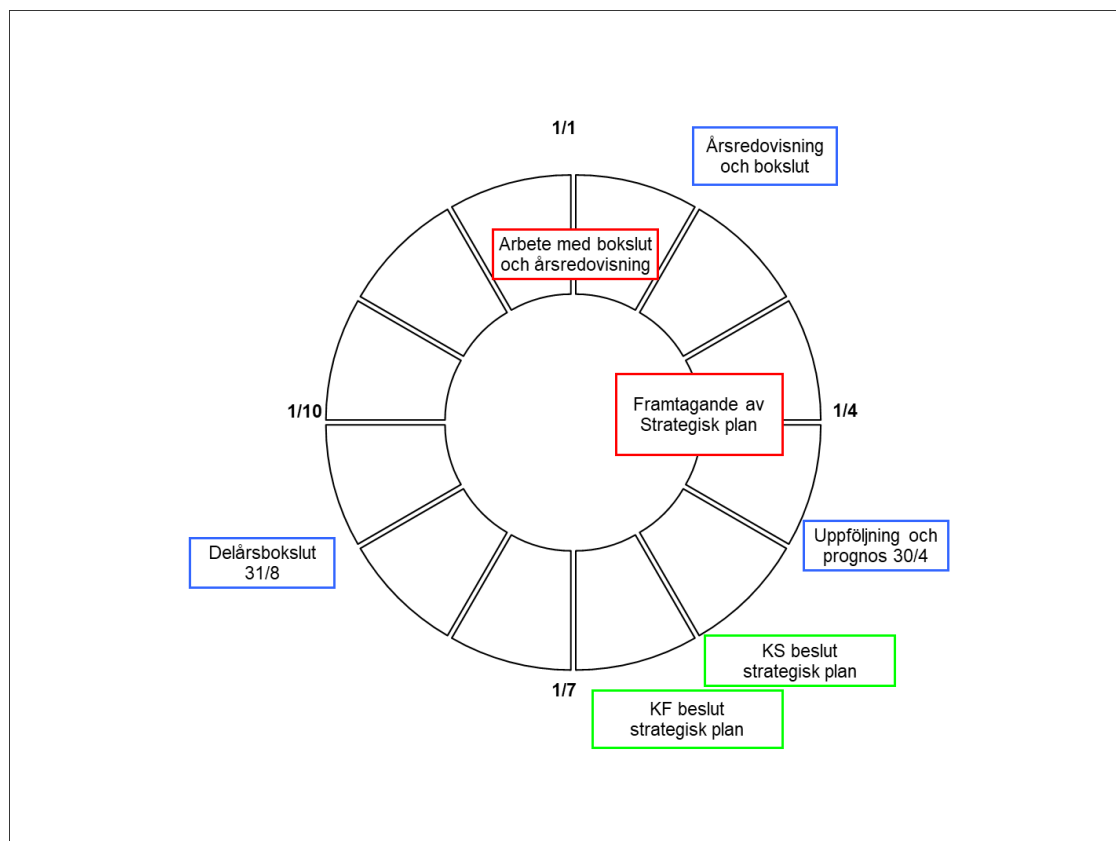 1/1
Årsredovisning
och bokslut
Arbete med bokslut
och årsredovisning
1/10
Framtagande av
Strategisk plan
1/4
Delårsbokslut
31/8
Uppföljning och
prognos 30/4
KS beslut
strategisk plan
1/7
KF beslut
strategisk plan